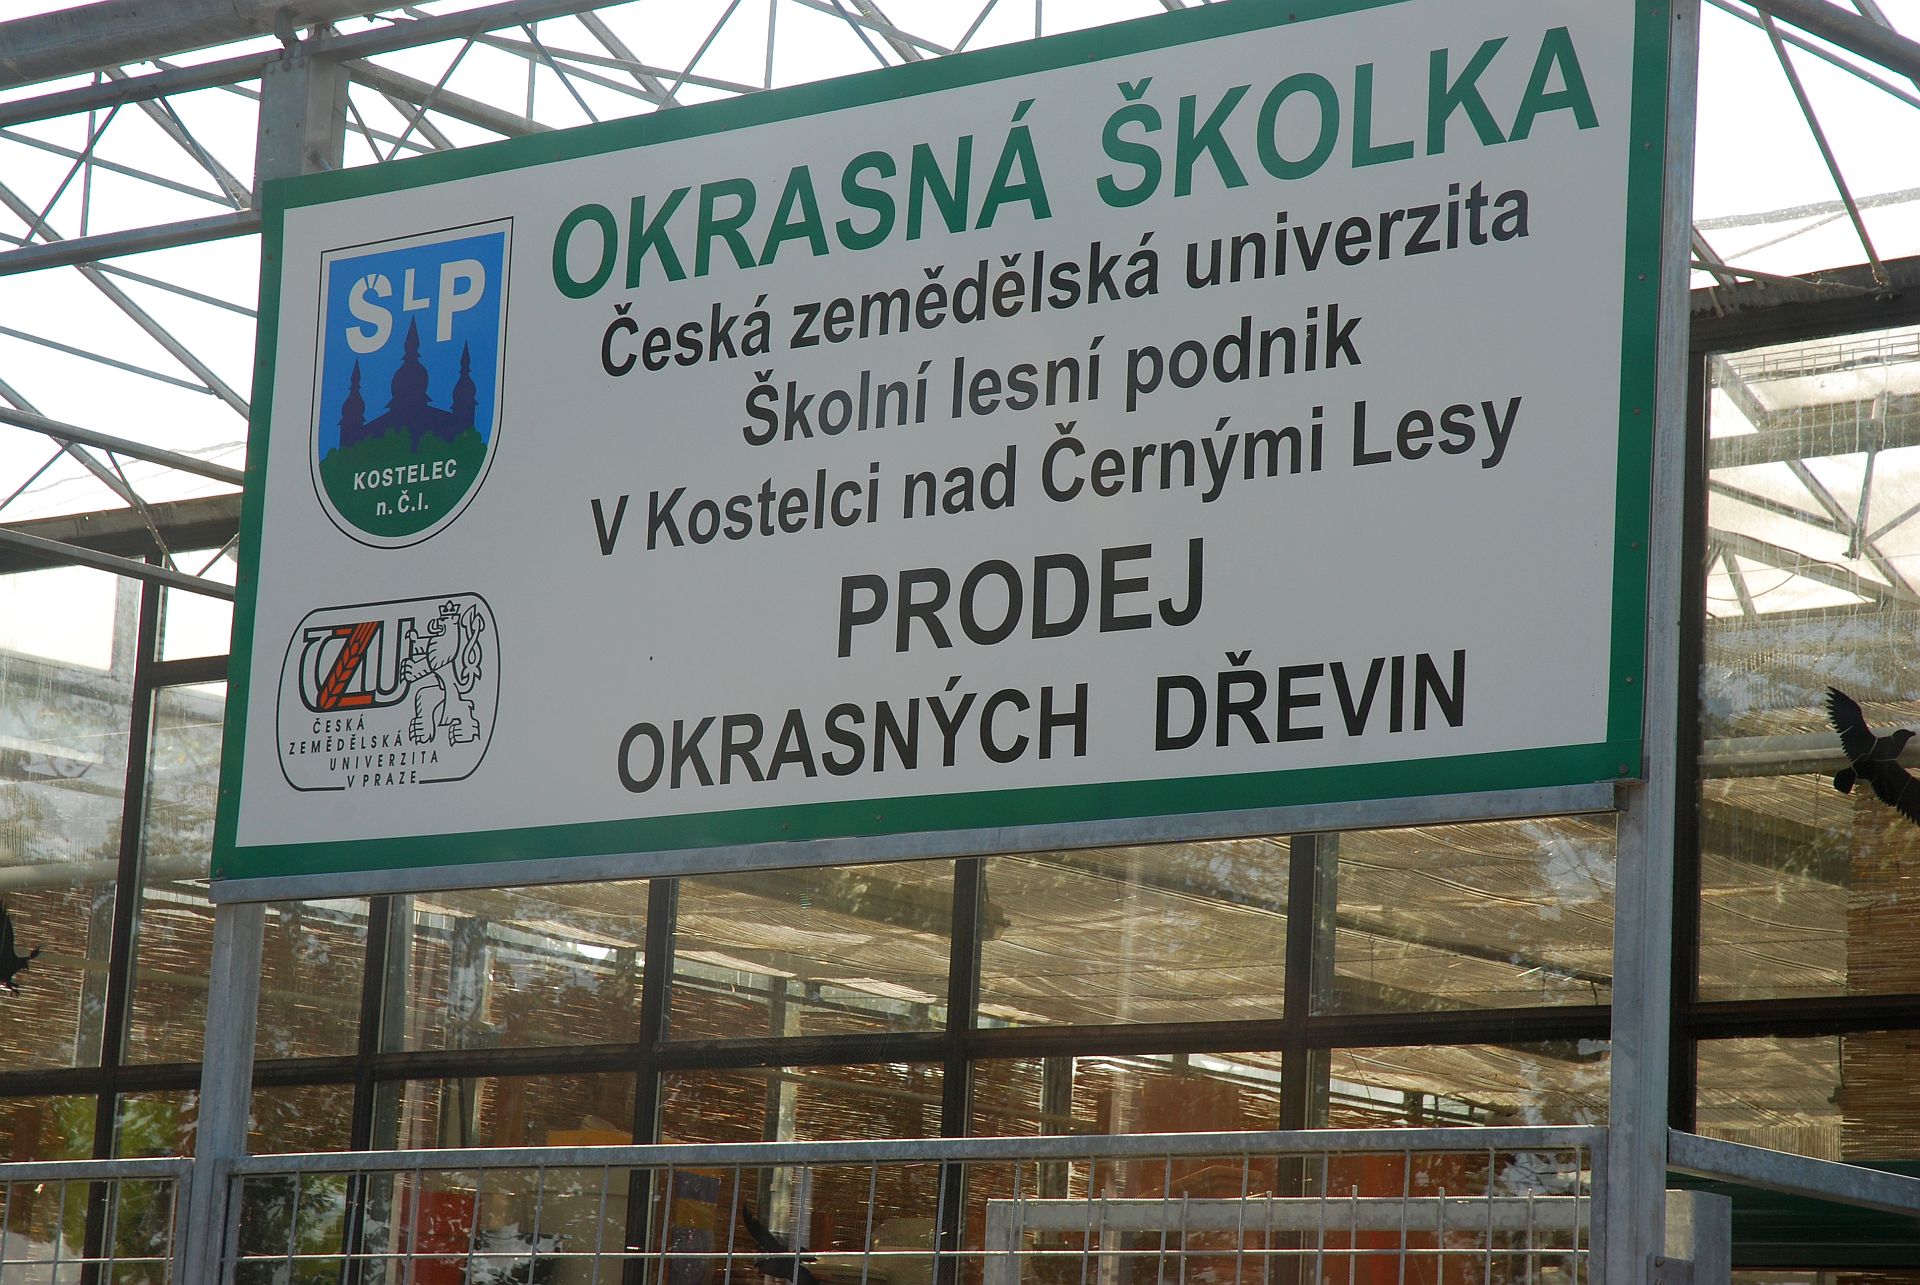 OKRASNÁ ŠKOLKA
Česká zemědělská univerzita
Školní lesní podnik
V Kostelci nad Černými Lesy
PRODEJ
OKRASNÝCH DŘEVIN
ŠLP
KOSTELEC
n.Č.l.
ČZU
ČESKÁ
ZEMĚDĚLSKÁ
UNIVERZITA
V PRAZE